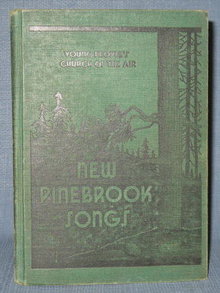 YOUNG PEOPLE'S
CHURCH OF THE AIR
NEW
PINEBROOK
SONGS